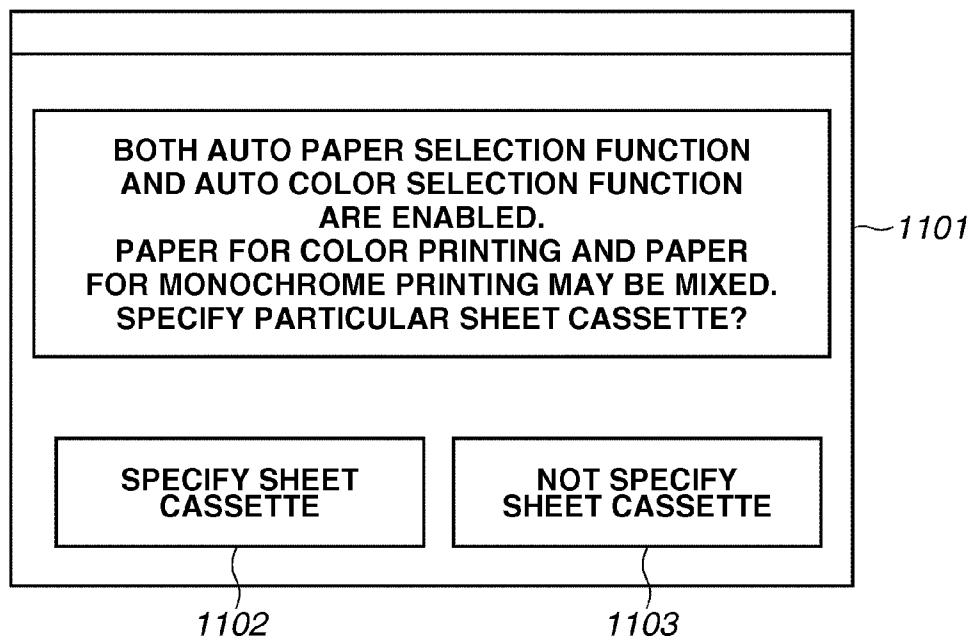 BOTH AUTO PAPER SELECTION FUNCTION
AND AUTO COLOR SELECTION FUNCTION
ARE ENABLED.
PAPER FOR COLOR PRINTING AND PAPER
FOR MONOCHROME PRINTING MAY BE MIXED.
SPECIFY PARTICULAR SHEET CASSETTE?
1101
SPECIFY SHEET
CASSETTE
NOT SPECIFY
SHEET CASSETTE
1102
1103